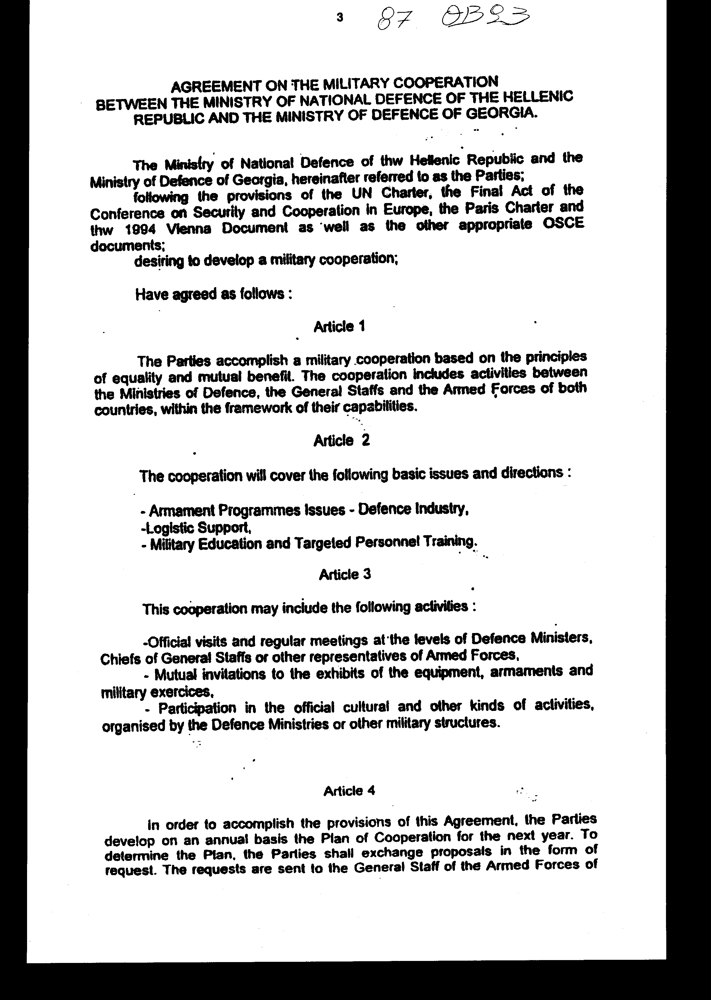 3 87 ΘB23
AGREEMENT ON THE MILITARY COOPERATION
BETWEEN THE MINISTRY OF NATIONAL DEFENCE OF THE HELLENIC
REPUBLIC AND THE MINISTRY OF DEFENCE OF GEORGIA.
The Ministry of National Defence of thw Hellenic Republic and the
Ministry of Defence of Georgia, hereinafter referred to as the Parties;
following the provisions of the UN Charter, the Final Act of the
Conference on Security and Cooperation in Europe, the Paris Charter and
thw 1994 Vienna Document as well as the other appropriate OSCE
documents;
desiring to develop a military cooperation;
Have agreed as follows :
Article 1
The Parties accomplish a military cooperation based on the principles
of equality and mutual benefit. The cooperation includes activities between
the Ministries of Defence, the General Staffs and the Armed Forces of both
countries, within the framework of their capabilities.
Article 2
The cooperation will cover the following basic issues and directions :
- Armament Programmes Issues - Defence Industry,
-Logistic Support,
- Military Education and Targeted Personnel Training.
Article 3
This cooperation may include the following activities :
-Official visits and regular meetings at the levels of Defence Ministers,
Chiefs of General Staffs or other representatives of Armed Forces,
- Mutual invitations to the exhibits of the equipment, armaments and
military exercices,
- Participation in the official cultural and other kinds of activities,
organised by the Defence Ministries or other military structures.
Article 4
In order to accomplish the provisions of this Agreement, the Parties
develop on an annual basis the Plan of Cooperation for the next year. To
determine the Plan, the Parties shall exchange proposals in the form of
request. The requests are sent to the General Staff of the Armed Forces of